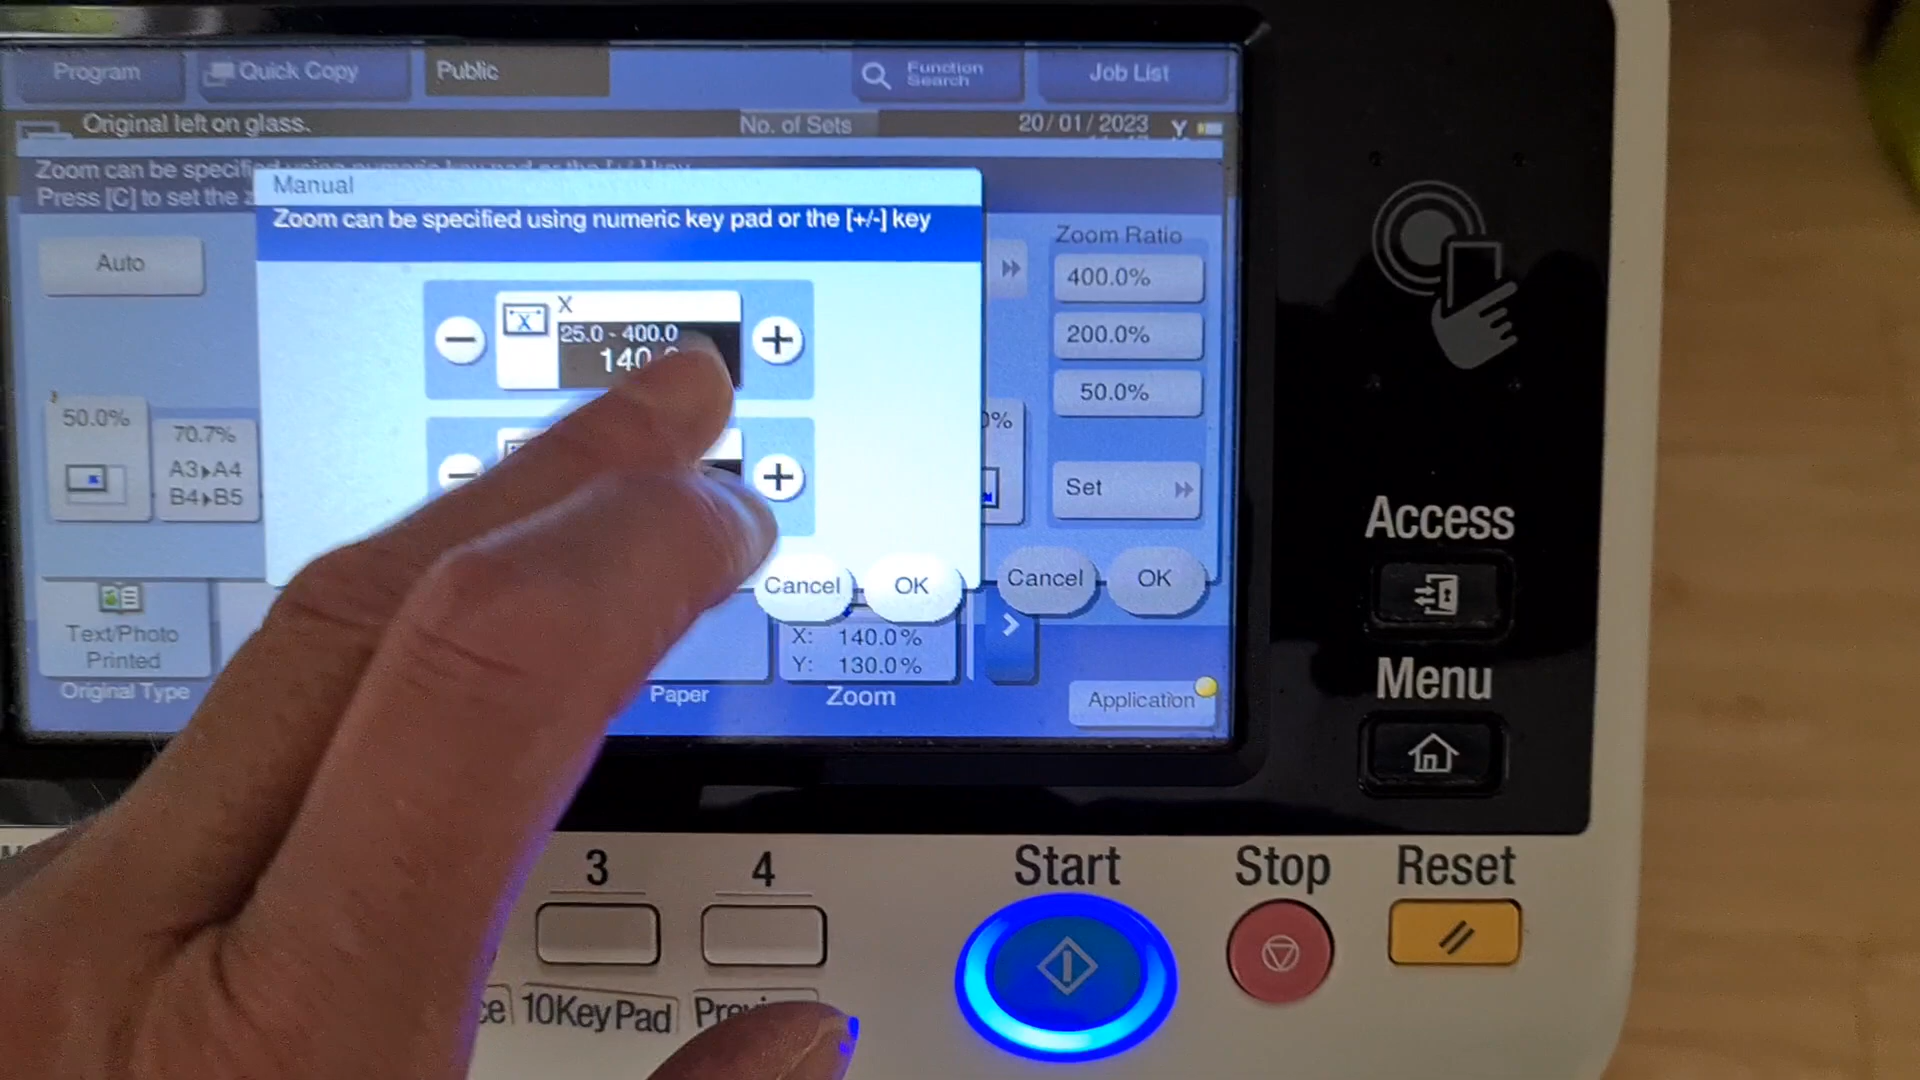 Program
Quick Copy
Public
Function Search
Job List
Original left on glass.
No. of Sets
20/01/2023
Y
Zoom can be specif
Press [C] to set the
Manual
Zoom can be specified using numeric key pad or the [+/-] key
Auto
X
X
25.0 - 400.0
140.
Zoom Ratio
400.0%
200.0%
50.0%
Set
50.0%
70.7%
A3▸A4
B4▸B5
0%
Cancel
OK
Cancel
OK
Text/Photo
Printed
Original Type
Paper
X: 140.0%
Y: 130.0%
Zoom
Application
Access
Menu
3
4
Start
Stop
Reset
10KeyPad